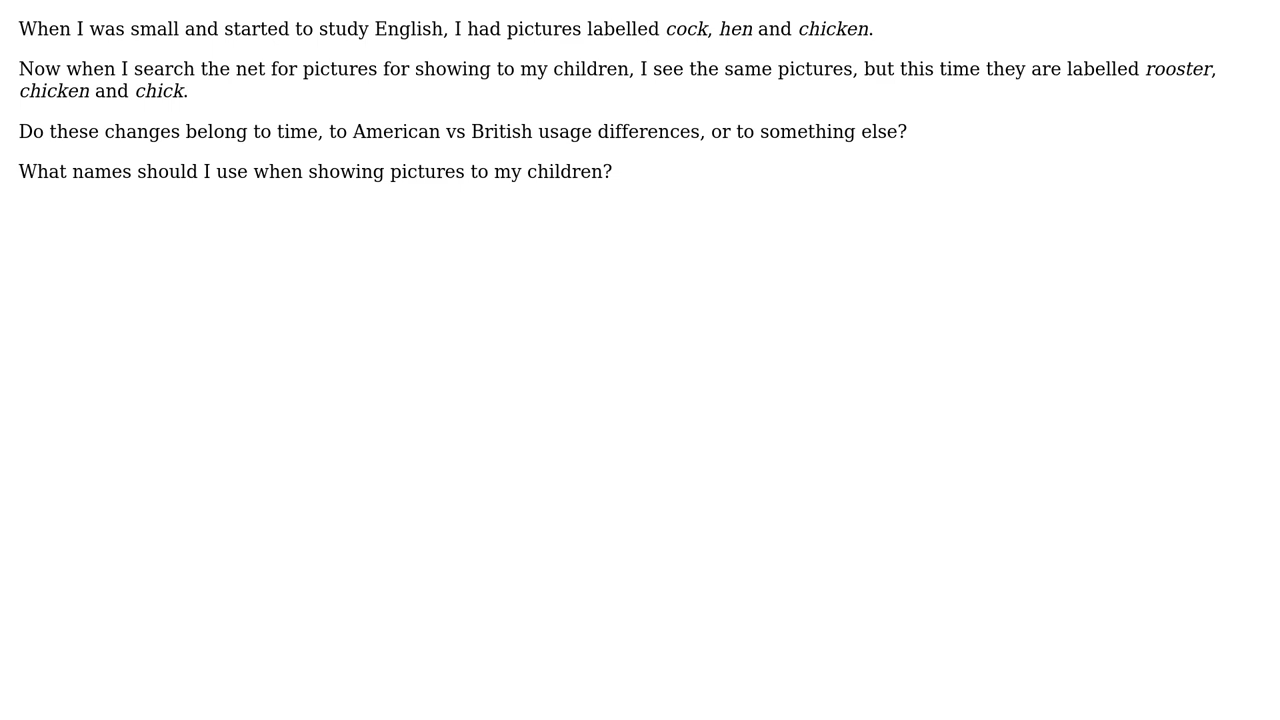 When I was small and started to study English, I had pictures labelled cock, hen and chicken.
Now when I search the net for pictures for showing to my children, I see the same pictures, but this time they are labelled rooster,
chicken and chick.
Do these changes belong to time, to American vs British usage differences, or to something else?
What names should I use when showing pictures to my children?